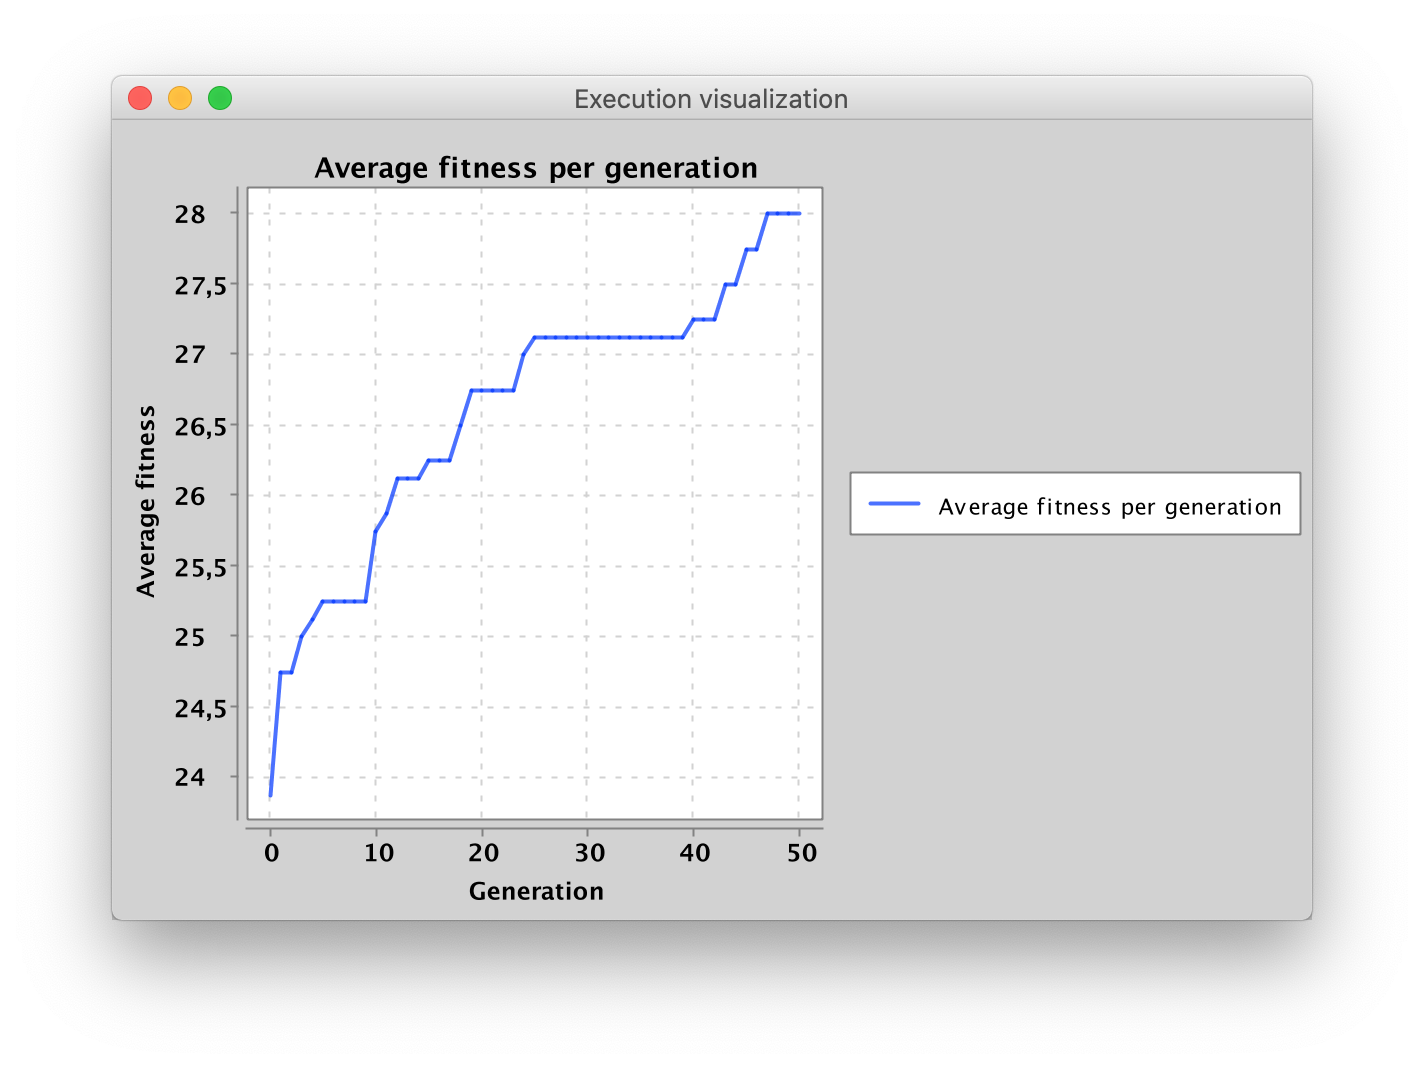 Execution visualization
Average fitness per generation
28
27,5
27
26,5
26
25,5
25
24,5
24
Average fitness
0 10 20 30 40 50
Generation
Average fitness per generation